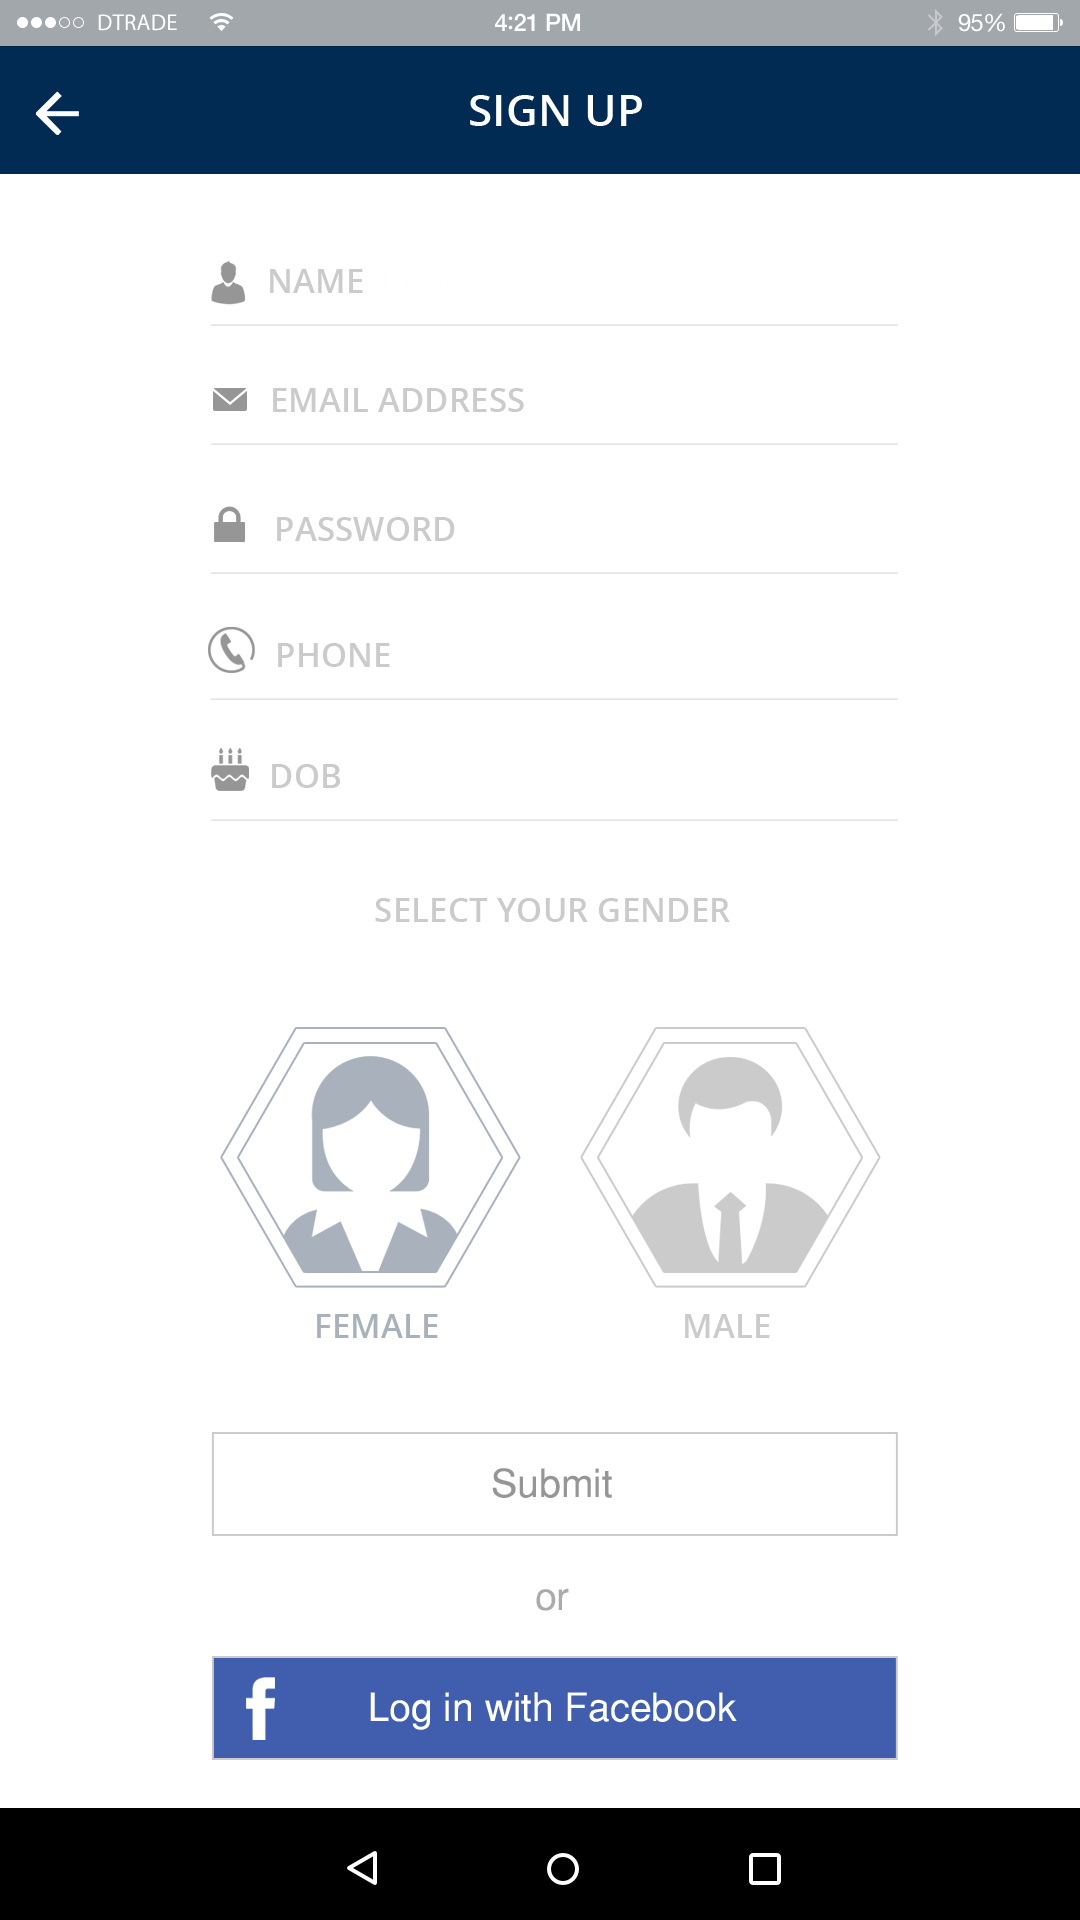 DTRADE 4:21 PM 95%
SIGN UP
NAME
EMAIL ADDRESS
PASSWORD
PHONE
DOB
SELECT YOUR GENDER
FEMALE MALE
Submit
or
f Log in with Facebook